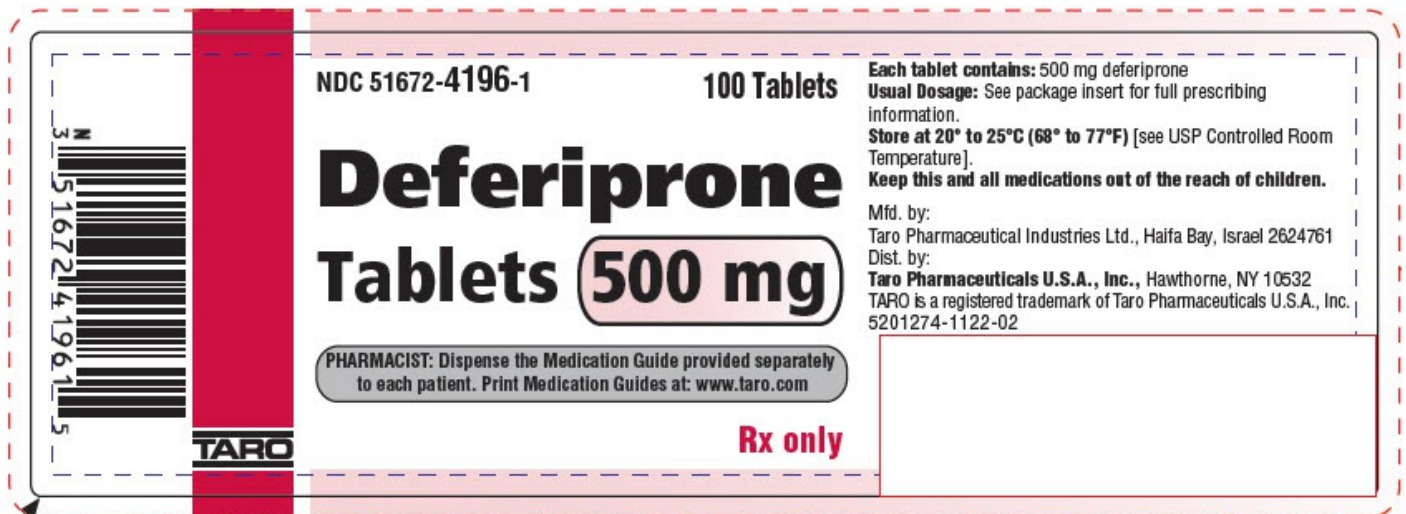 N
3 51672 41961 5
TARO
NDC 51672-4196-1
100 Tablets
Deferiprone
Tablets 500 mg
PHARMACIST: Dispense the Medication Guide provided separately
to each patient. Print Medication Guides at: www.taro.com
Rx only
Each tablet contains: 500 mg deferiprone
Usual Dosage: See package insert for full prescribing
information.
Store at 20° to 25°C (68° to 77°F) [see USP Controlled Room
Temperature].
Keep this and all medications out of the reach of children.
Mfd. by:
Taro Pharmaceutical Industries Ltd., Haifa Bay, Israel 2624761
Dist. by:
Taro Pharmaceuticals U.S.A., Inc., Hawthorne, NY 10532
TARO is a registered trademark of Taro Pharmaceuticals U.S.A., Inc.
5201274-1122-02